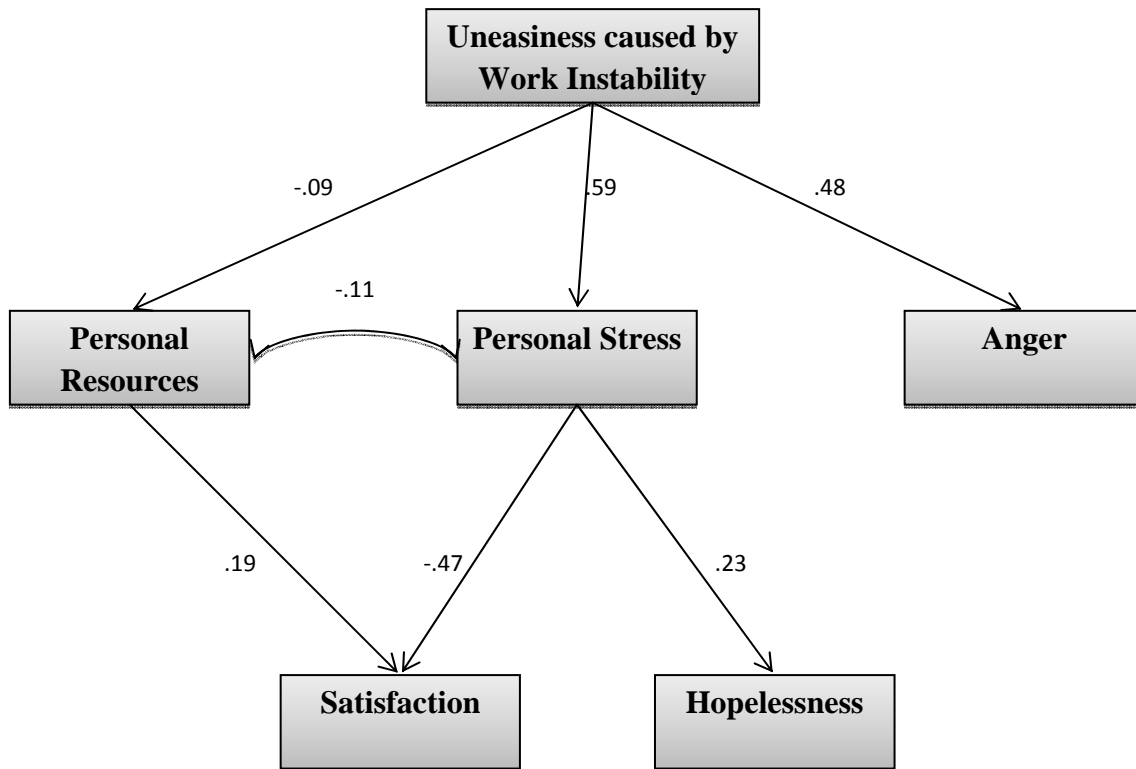 Uneasiness caused by
Work Instability
-.09
.59
.48
-.11
Personal
Resources
Personal Stress
Anger
.19
-.47
.23
Satisfaction
Hopelessness